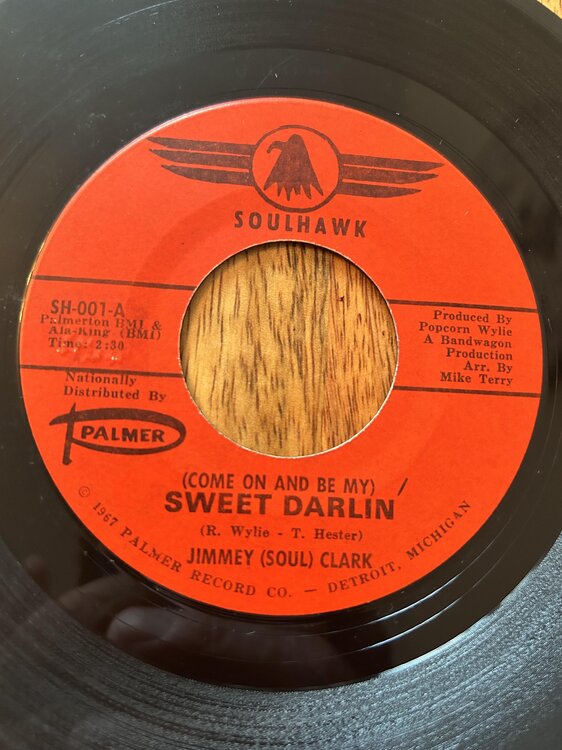 SOULHAWK
SH-001-A
Palmerton BMI &
Ala-King (BMI)
Time: 2:30
Produced By
Popcorn Wylie
A Bandwagon
Production
Arr. By
Mike Terry
Nationally
Distributed By
PALMER
(COME ON AND BE MY)
SWEET DARLIN'
(R. Wylie - T. Hester)
JIMMEY (SOUL) CLARK
© 1967 PALMER RECORD CO. — DETROIT, MICHIGAN